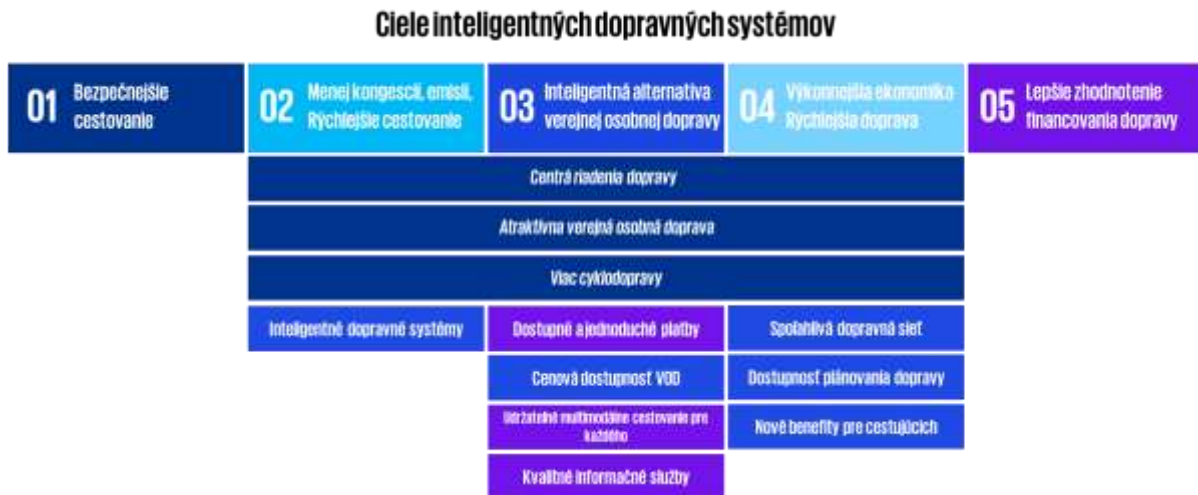 Ciele inteligentných dopravných systémov
01 Bezpečnejšie
cestovanie
02 Menej kongescií, emisií,
Rýchlejšie cestovanie
03 Inteligentná alternatíva
verejnej osobnej dopravy
04 Výkonnejšia ekonomika
Rýchlejšia doprava
05 Lepšie zhodnotenie
financovania dopravy
Centrá riadenia dopravy
Atraktívna verejná osobná doprava
Viac cyklodopravy
Inteligentné dopravné systémy
Dostupné a jednoduché platby
Spoľahlivá dopravná sieť
Cenová dostupnosť VOD
Dostupnosť plánovania dopravy
Udržateľné multimodálne cestovanie pre
každého
Nové benefity pre cestujúcich
Kvalitné informačné služby